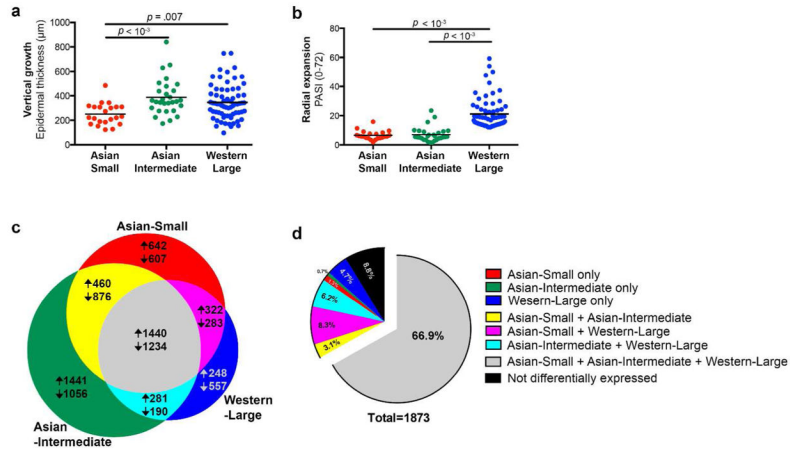 a
p = .007
p < 10-3
Vertical growth
Epidermal thickness (µm)
1000
800
600
400
200
0
Asian
Small
Asian
Intermediate
Western
Large
b
p < 10-3
p < 10-3
Radial expansion
PASI (0-72)
80
60
40
20
0
Asian
Small
Asian
Intermediate
Western
Large
c
Asian-Small
↑642
↓607
↑460
↓876
↑322
↓283
↑1440
↓1234
↑1441
↓1056
↑281
↓190
↑248
↓557
Western
-Large
Asian
-Intermediate
d
0.7%
4.7%
8.8%
6.2%
8.3%
3.1%
66.9%
Total=1873
Asian-Small only
Asian-Intermediate only
Wesern-Large only
Asian-Small + Asian-Intermediate
Asian-Small + Western-Large
Asian-Intermediate + Western-Large
Asian-Small + Asian-Intermediate + Western-Large
Not differentially expressed